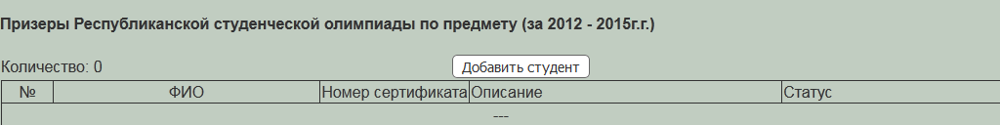 Призеры Республиканской студенческой олимпиады по предмету (за 2012 - 2015г.г.)
Количество: 0 Добавить студент
№ ФИО Номер сертификата Описание Статус
---